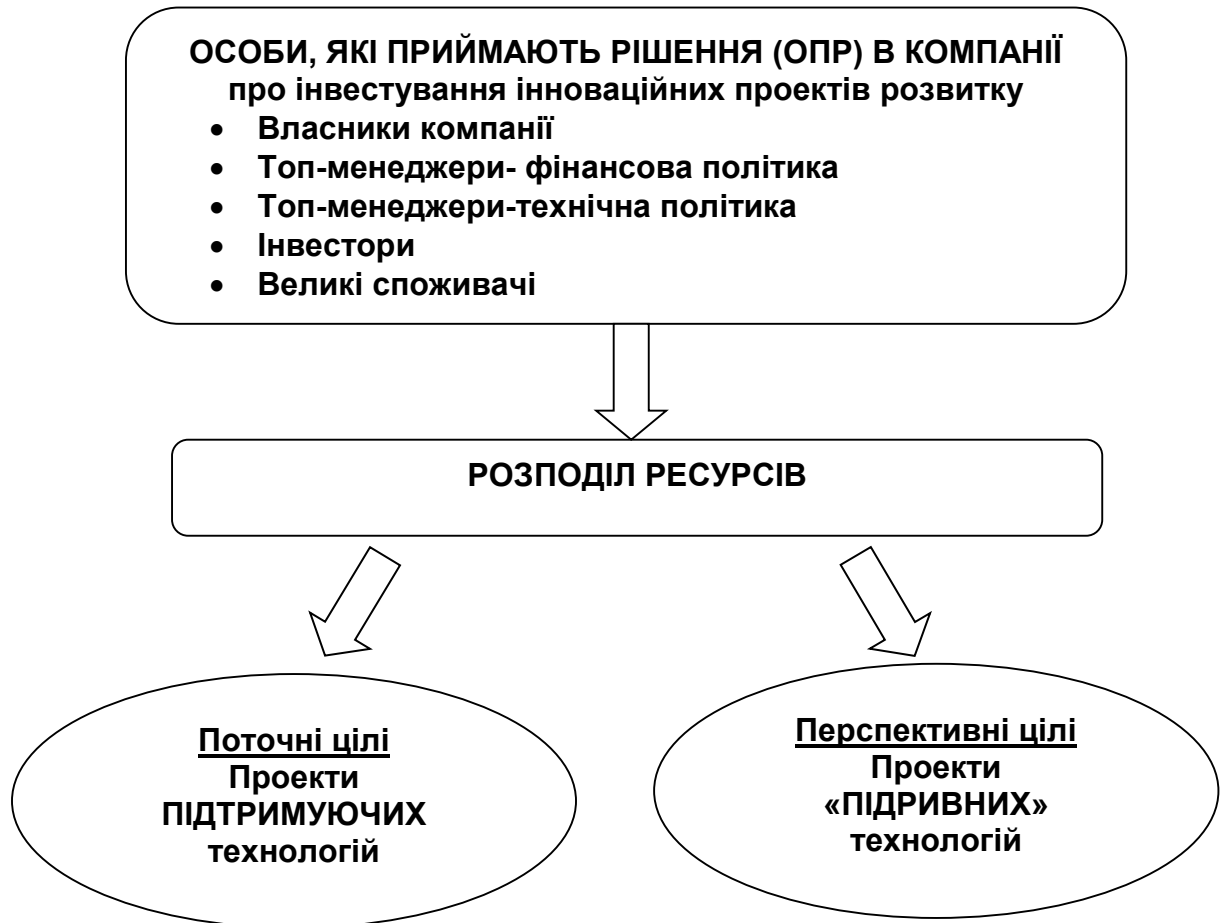 ОСОБИ, ЯКІ ПРИЙМАЮТЬ РІШЕННЯ (ОПР) В КОМПАНІЇ
про інвестування інноваційних проектів розвитку
• Власники компанії
• Топ-менеджери- фінансова політика
• Топ-менеджери-технічна політика
• Інвестори
• Великі споживачі
РОЗПОДІЛ РЕСУРСІВ
Поточні цілі
Проекти
ПІДТРИМУЮЧИХ
технологій
Перспективні цілі
Проекти
«ПІДРИВНИХ»
технологій